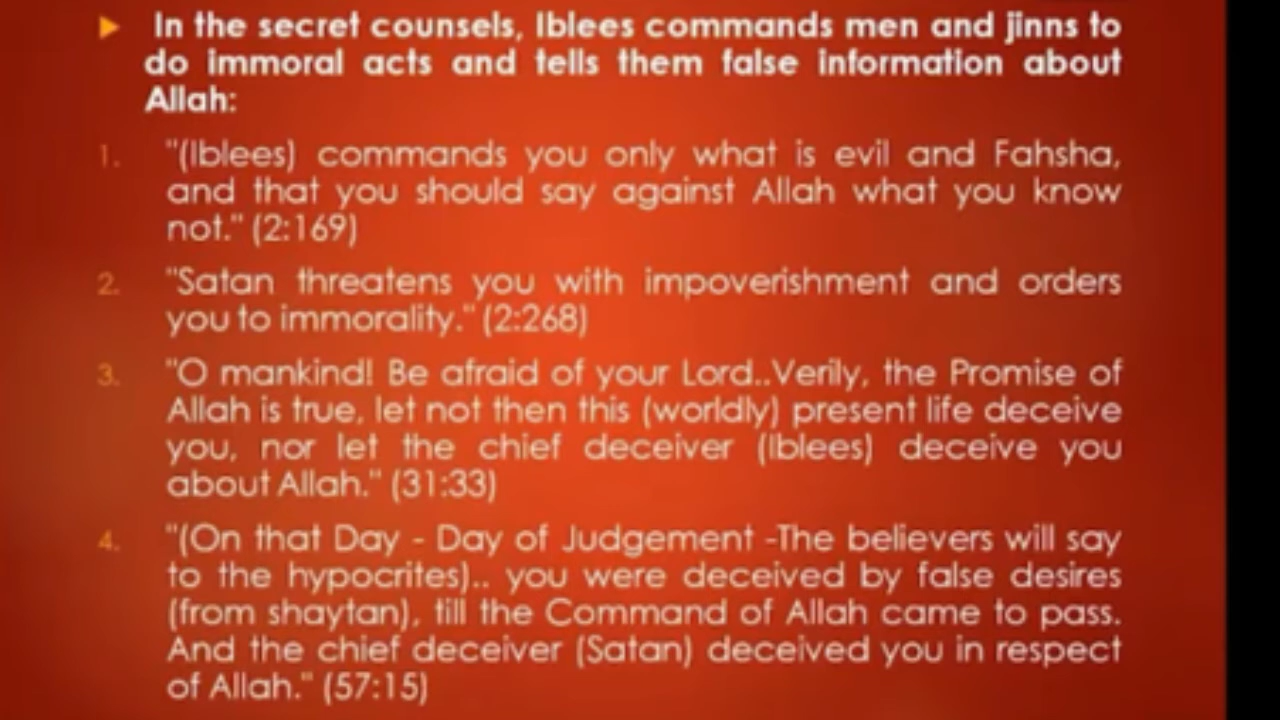 ▶ In the secret counsels, Iblees commands men and jinns to
do immoral acts and tells them false information about
Allah:
1. "(Iblees) commands you only what is evil and Fahsha,
and that you should say against Allah what you know
not." (2:169)
2. "Satan threatens you with impoverishment and orders
you to immorality." (2:268)
3. "O mankind! Be afraid of your Lord..Verily, the Promise of
Allah is true, let not then this (worldly) present life deceive
you, nor let the chief deceiver (Iblees) deceive you
about Allah." (31:33)
4. "(On that Day - Day of Judgement -The believers will say
to the hypocrites).. you were deceived by false desires
(from shaytan), till the Command of Allah came to pass.
And the chief deceiver (Satan) deceived you in respect
of Allah." (57:15)